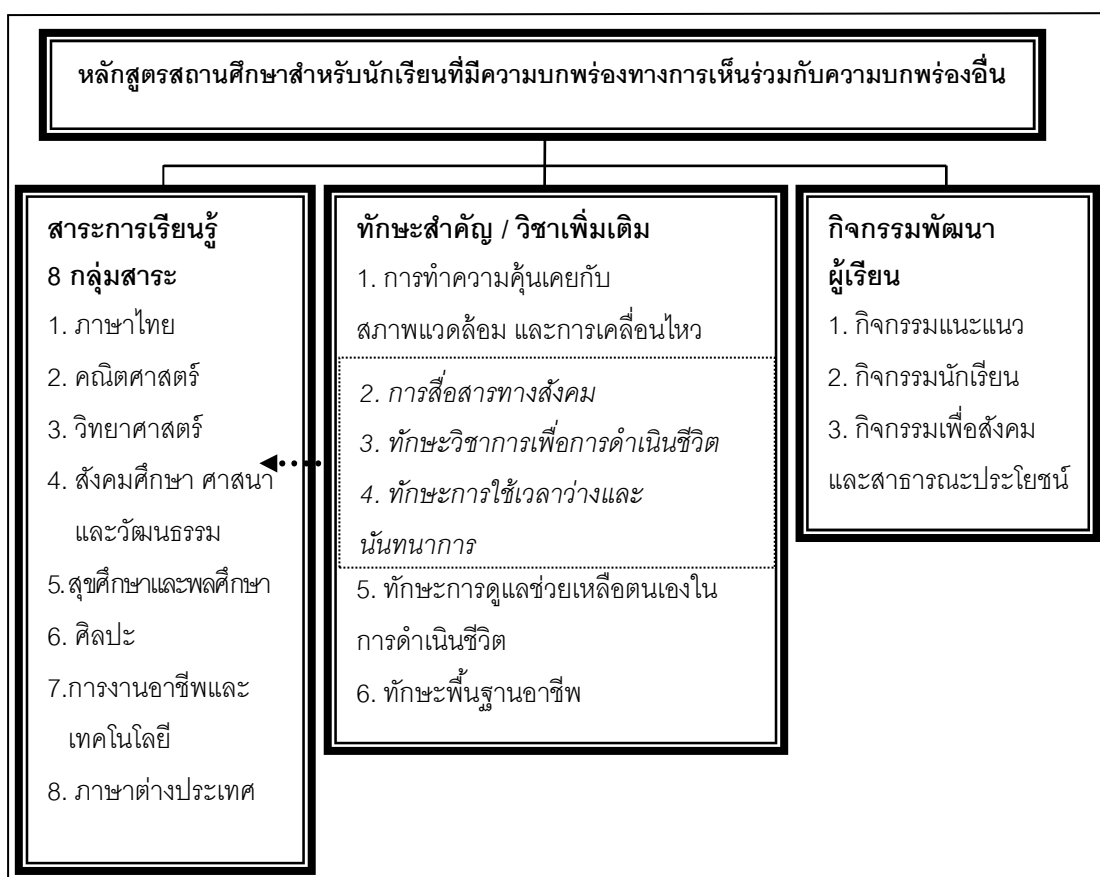 หลักสูตรสถานศึกษาสำหรับนักเรียนที่มีความบกพร่องทางการเห็นร่วมกับความบกพร่องอื่น
สาระการเรียนรู้
8 กลุ่มสาระ
1. ภาษาไทย
2. คณิตศาสตร์
3. วิทยาศาสตร์
4. สังคมศึกษา ศาสนา
และวัฒนธรรม
5.สุขศึกษาและพลศึกษา
6. ศิลปะ
7.การงานอาชีพและ
เทคโนโลยี
8. ภาษาต่างประเทศ
ทักษะสำคัญ / วิชาเพิ่มเติม
1. การทำความคุ้นเคยกับ
สภาพแวดล้อม และการเคลื่อนไหว
2. การสื่อสารทางสังคม
3. ทักษะวิชาการเพื่อการดำเนินชีวิต
4. ทักษะการใช้เวลาว่างและ
นันทนาการ
5. ทักษะการดูแลช่วยเหลือตนเองใน
การดำเนินชีวิต
6. ทักษะพื้นฐานอาชีพ
กิจกรรมพัฒนา
ผู้เรียน
1. กิจกรรมแนะแนว
2. กิจกรรมนักเรียน
3. กิจกรรมเพื่อสังคม
และสาธารณะประโยชน์